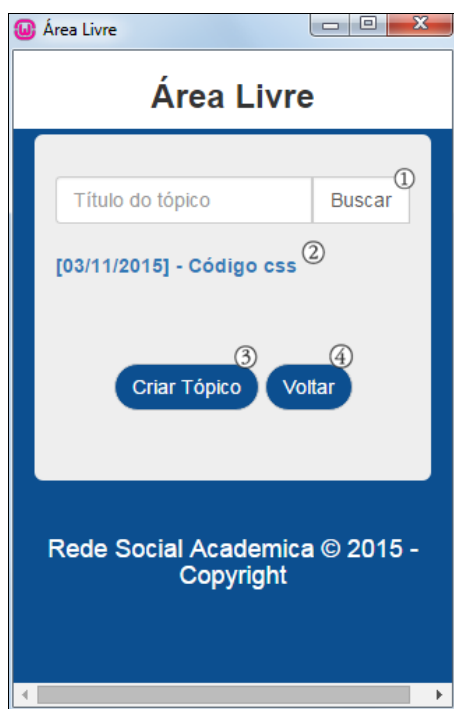 Área Livre
Área Livre
Título do tópico Buscar ①
[03/11/2015] - Código css ②
③ ④
Criar Tópico Voltar
Rede Social Academica © 2015 -
Copyright